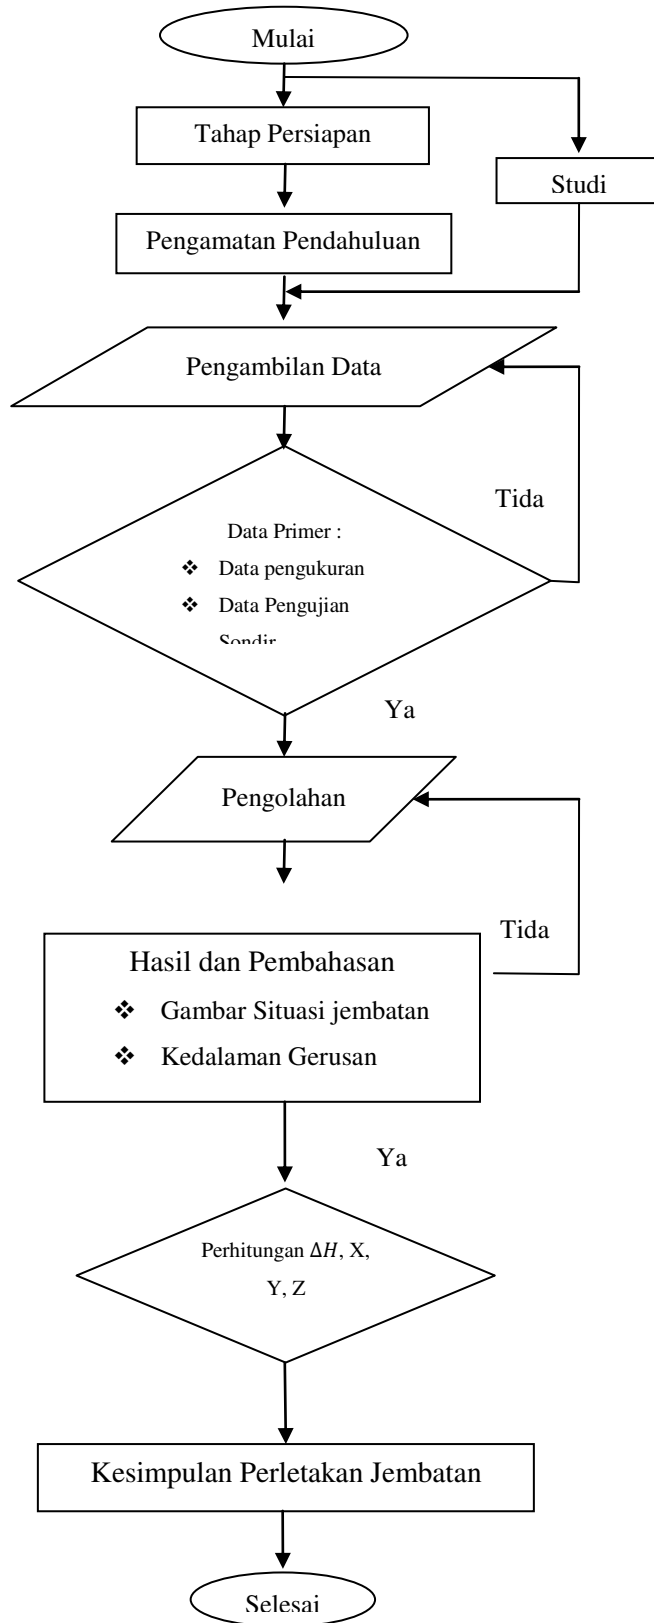 Mulai
Tahap Persiapan
Studi
Pengamatan Pendahuluan
Pengambilan Data
Tida
Data Primer :
❖ Data pengukuran
❖ Data Pengujian
Sondir
Ya
Pengolahan
Tida
Hasil dan Pembahasan
❖ Gambar Situasi jembatan
❖ Kedalaman Gerusan
Ya
Perhitungan Δ𝐻, X,
Y, Z
Kesimpulan Perletakan Jembatan
Selesai